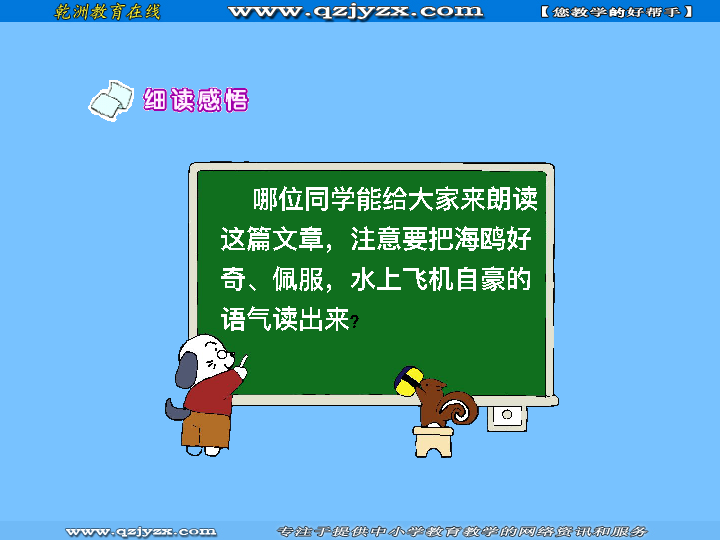 乾洲教育在线 www.qzjyzx.com 【您教学的好帮手】
细读感悟
哪位同学能给大家来朗读
这篇文章，注意要把海鸥好
奇、佩服，水上飞机自豪的
语气读出来?
www.qzjyzx.com 专注于提供中小学教育教学的网络资讯和服务